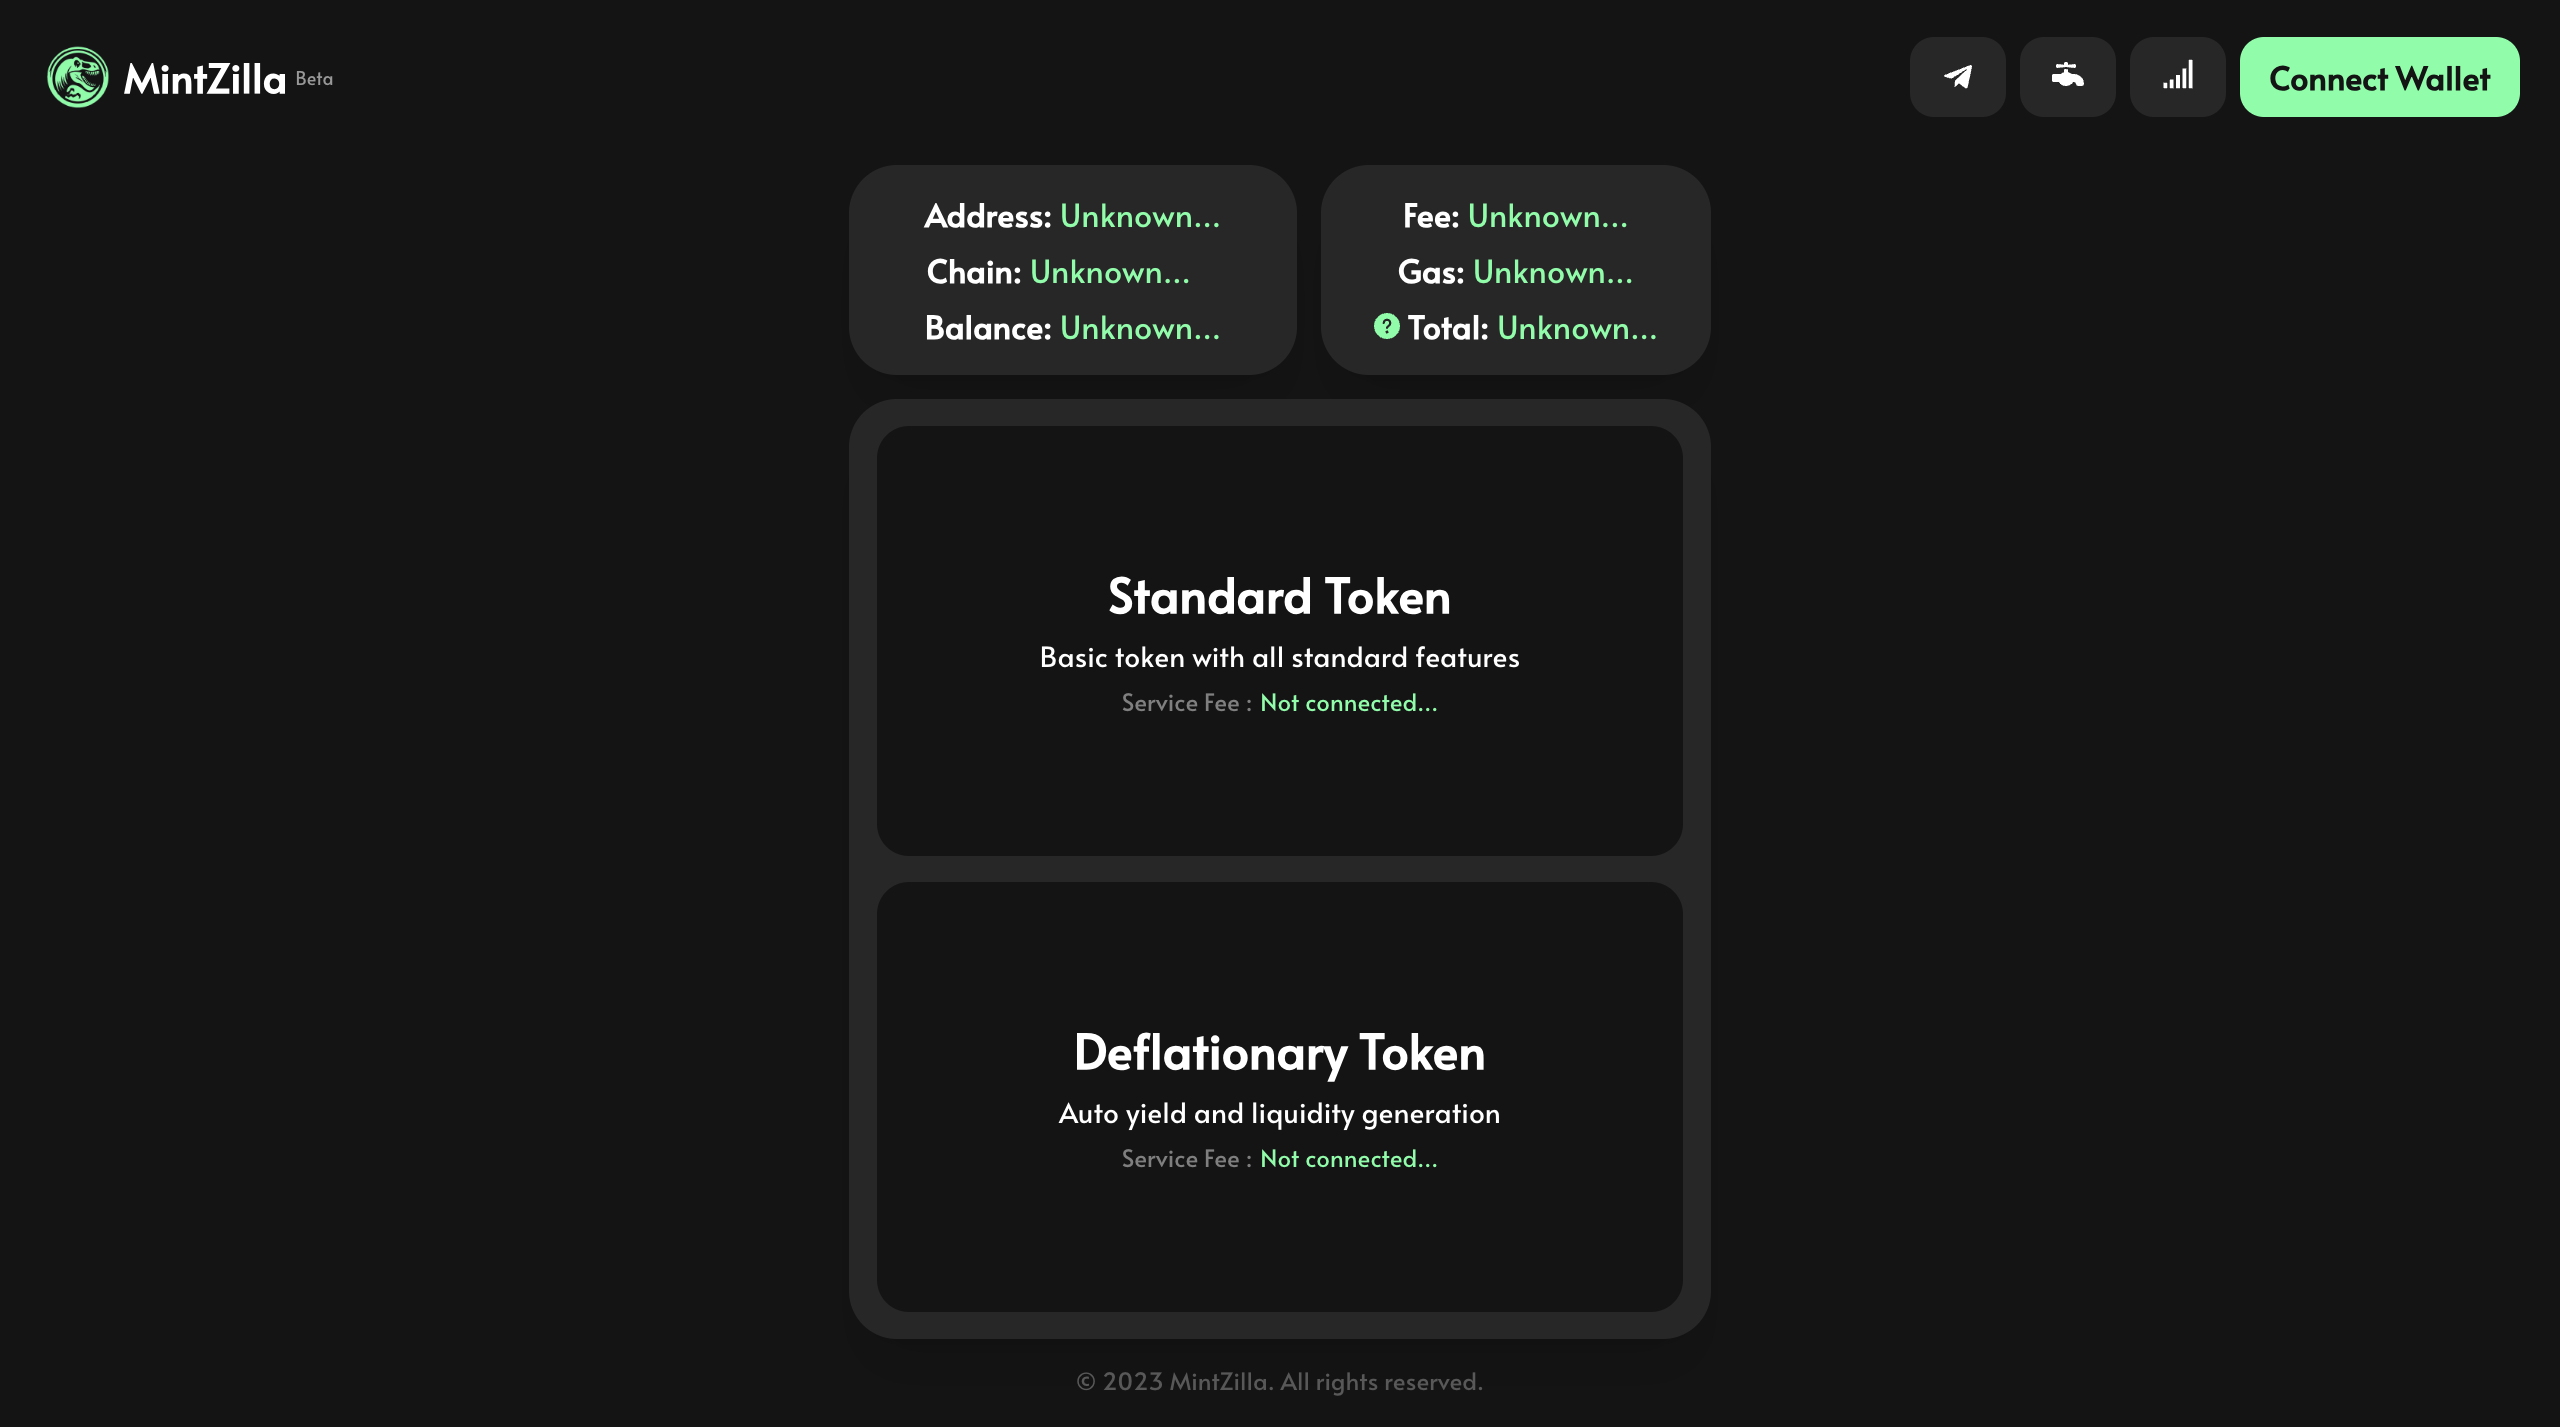 MintZilla Beta
Connect Wallet
Address: Unknown...
Chain: Unknown...
Balance: Unknown...
Fee: Unknown...
Gas: Unknown...
? Total: Unknown...
Standard Token
Basic token with all standard features
Service Fee : Not connected...
Deflationary Token
Auto yield and liquidity generation
Service Fee : Not connected...
© 2023 MintZilla. All rights reserved.